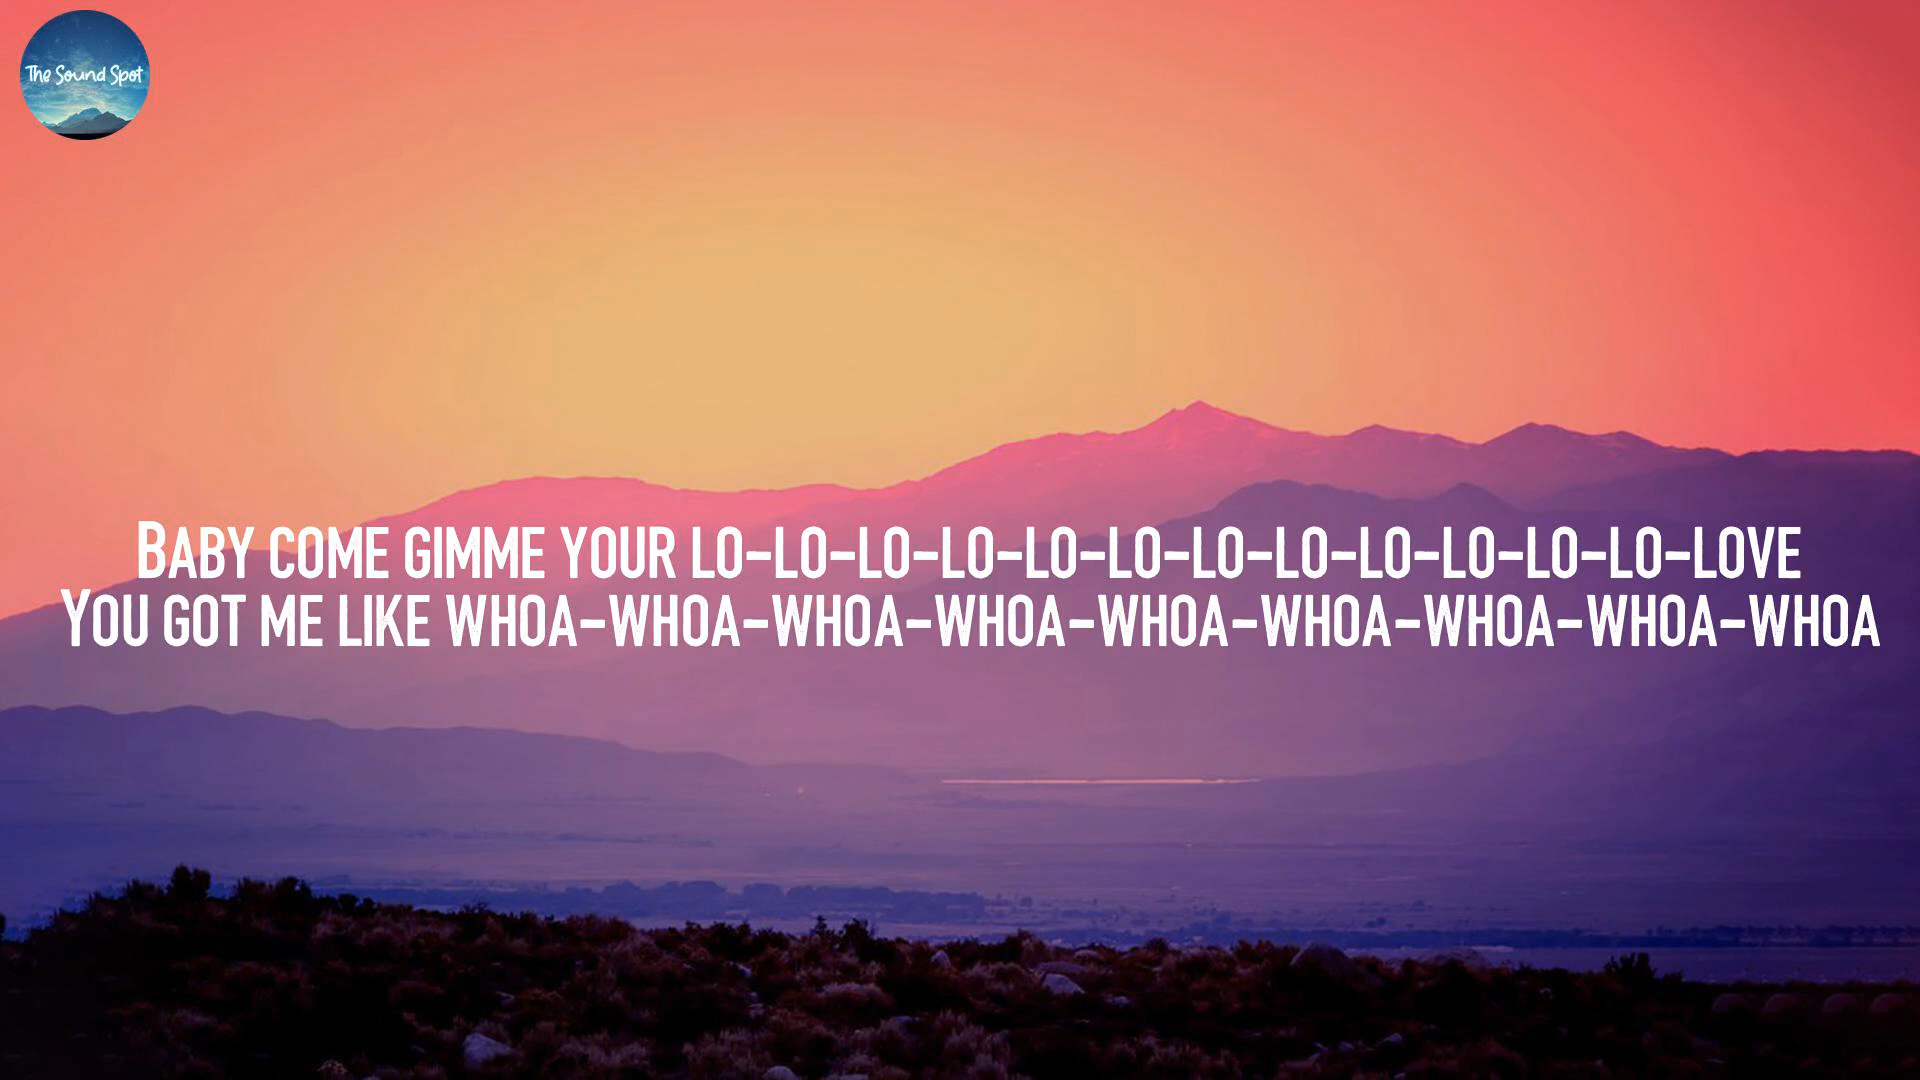 The Sound Spot
BABY COME GIMME YOUR LO-LO-LO-LO-LO-LO-LO-LO-LO-LO-LO-LO-LOVE
YOU GOT ME LIKE WHOA-WHOA-WHOA-WHOA-WHOA-WHOA-WHOA-WHOA-WHOA